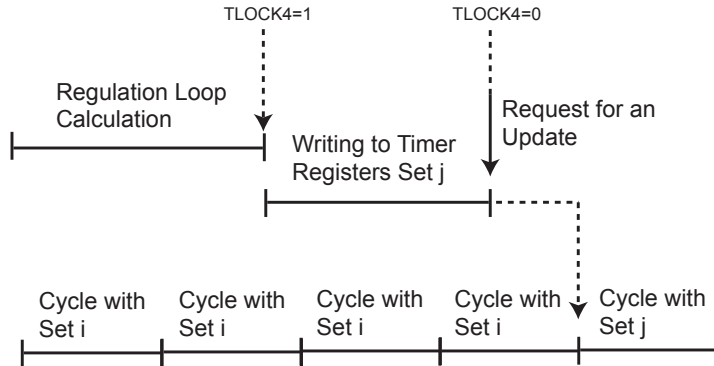 TLOCK4=1
TLOCK4=0
Regulation Loop
Calculation
Request for an
Update
Writing to Timer
Registers Set j
Cycle with
Set i
Cycle with
Set i
Cycle with
Set i
Cycle with
Set i
Cycle with
Set j